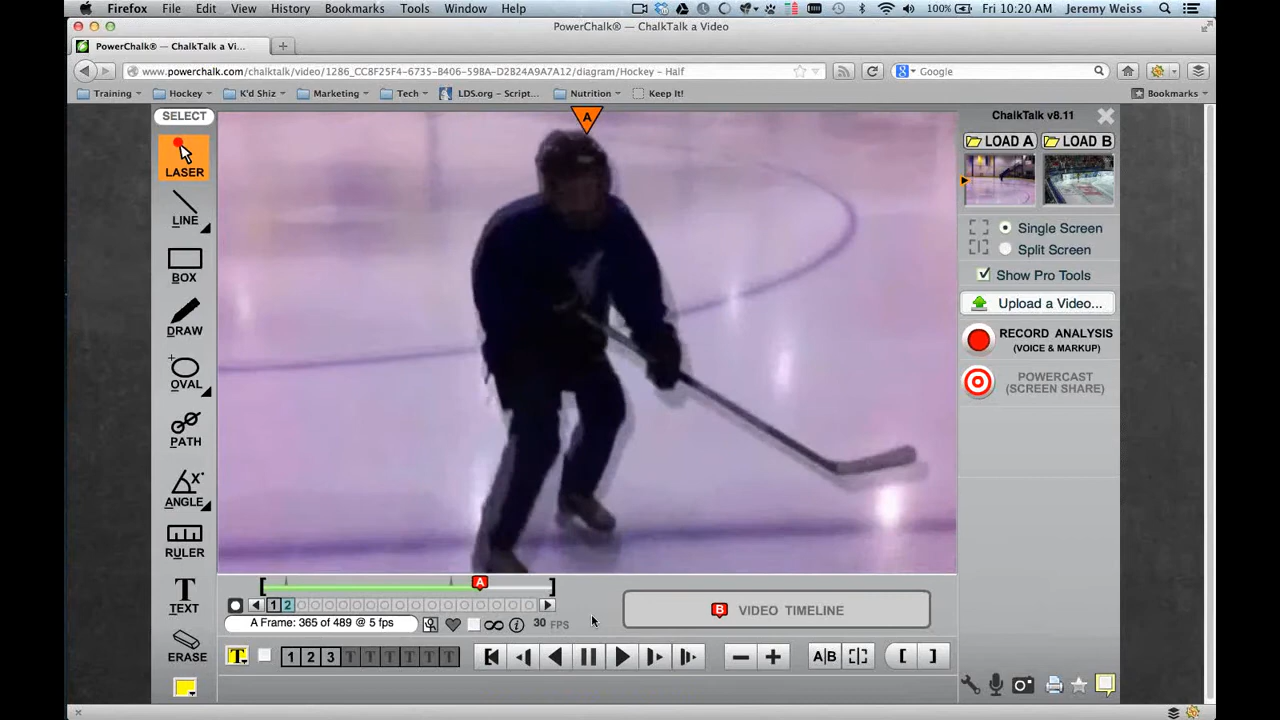 Firefox File Edit View History Bookmarks Tools Window Help 100% Fri 10:20 AM Jeremy Weiss
PowerChalk® — ChalkTalk a Video
PowerChalk® — ChalkTalk a Vi...
www.powerchalk.com/chalktalk/video/1286_CC8F25F4-6735-B406-59BA-D2B24A9A7A12/diagram/Hockey - Half
Google
Training Hockey K'd Shiz Marketing Tech LDS.org – Script... Nutrition Keep It! Bookmarks
SELECT
LASER
LINE
BOX
DRAW
OVAL
PATH
ANGLE
RULER
TEXT
ERASE
A
ChalkTalk v8.11
LOAD A LOAD B
Single Screen
Split Screen
Show Pro Tools
Upload a Video...
RECORD ANALYSIS
(VOICE & MARKUP)
POWERCAST
(SCREEN SHARE)
A
1 2
A Frame: 365 of 489 @ 5 fps
30 FPS
B VIDEO TIMELINE
T 1 2 3 T T T T T T
A|B